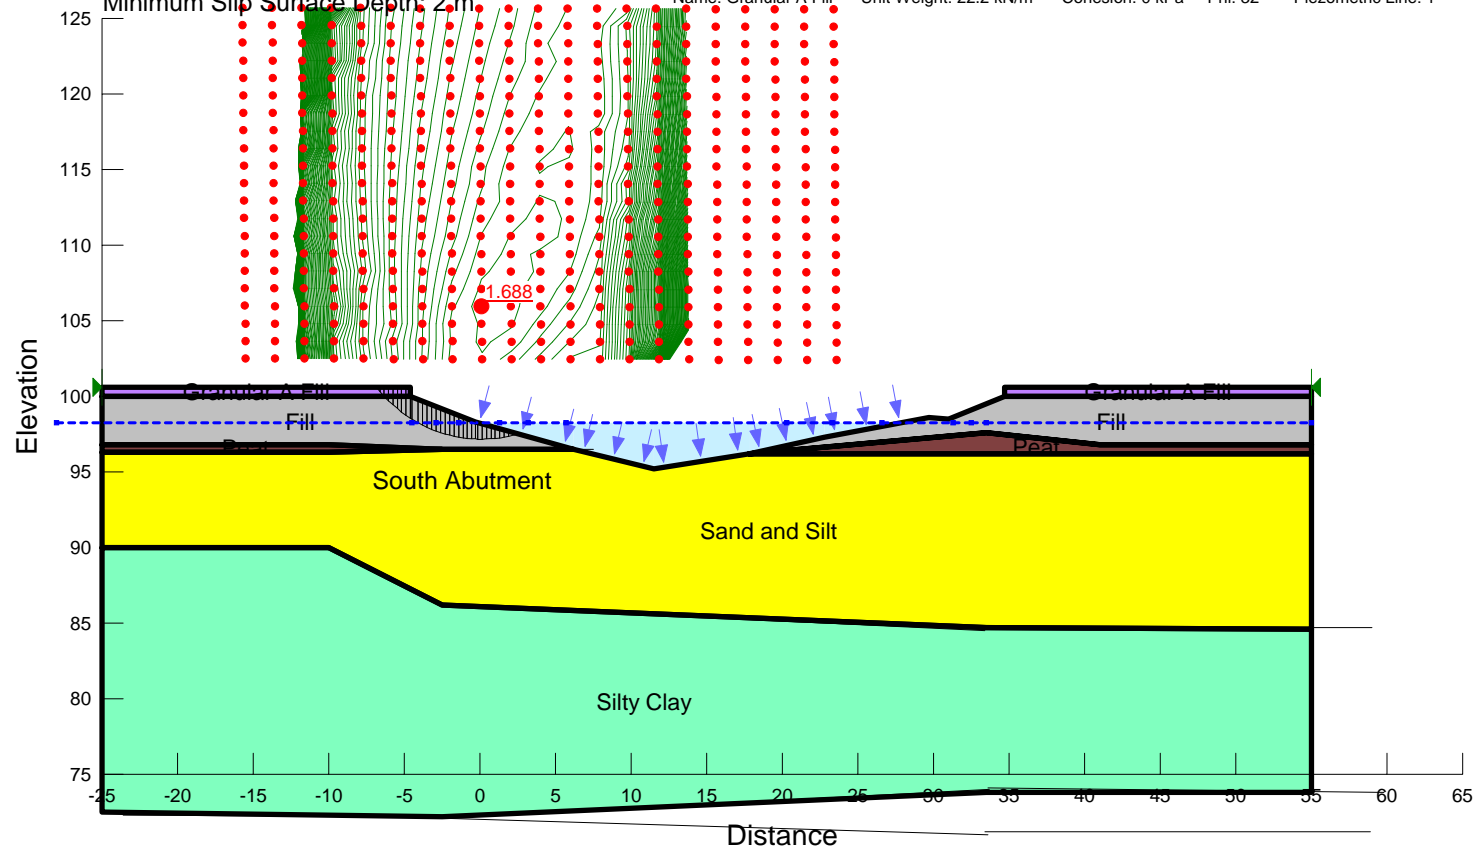 Minimum Slip Surface Depth: 2 m
Name: Granular A Fill Unit Weight: 22.2 kN/m Cohesion: 0 kPa Phi: 32 Piezometric Line: 1
125
120
115
110
105
100
95
90
85
80
75
Elevation
1.688
Granular A Fill
Granular A Fill
Fill
Fill
Peat
Peat
South Abutment
Sand and Silt
Silty Clay
-25 -20 -15 -10 -5 0 5 10 15 20 25 30 35 40 45 50 55 60 65
Distance